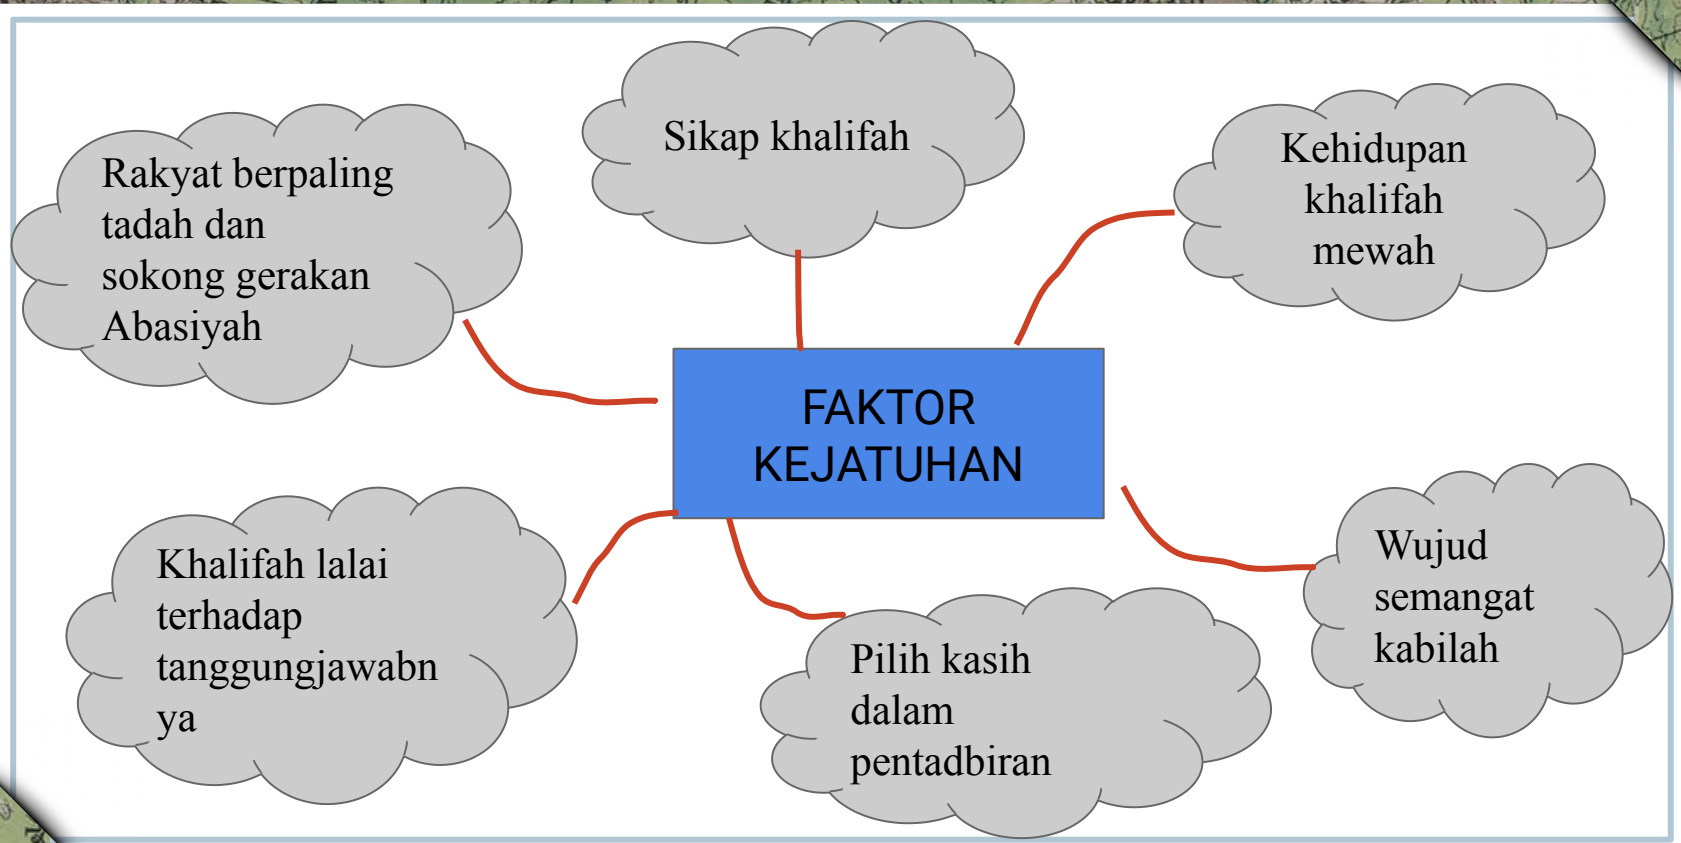 Sikap khalifah
Kehidupan
khalifah
mewah
Rakyat berpaling
tadah dan
sokong gerakan
Abasiyah
FAKTOR
KEJATUHAN
Wujud
semangat
kabilah
Khalifah lalai
terhadap
tanggungjawabn
ya
Pilih kasih
dalam
pentadbiran